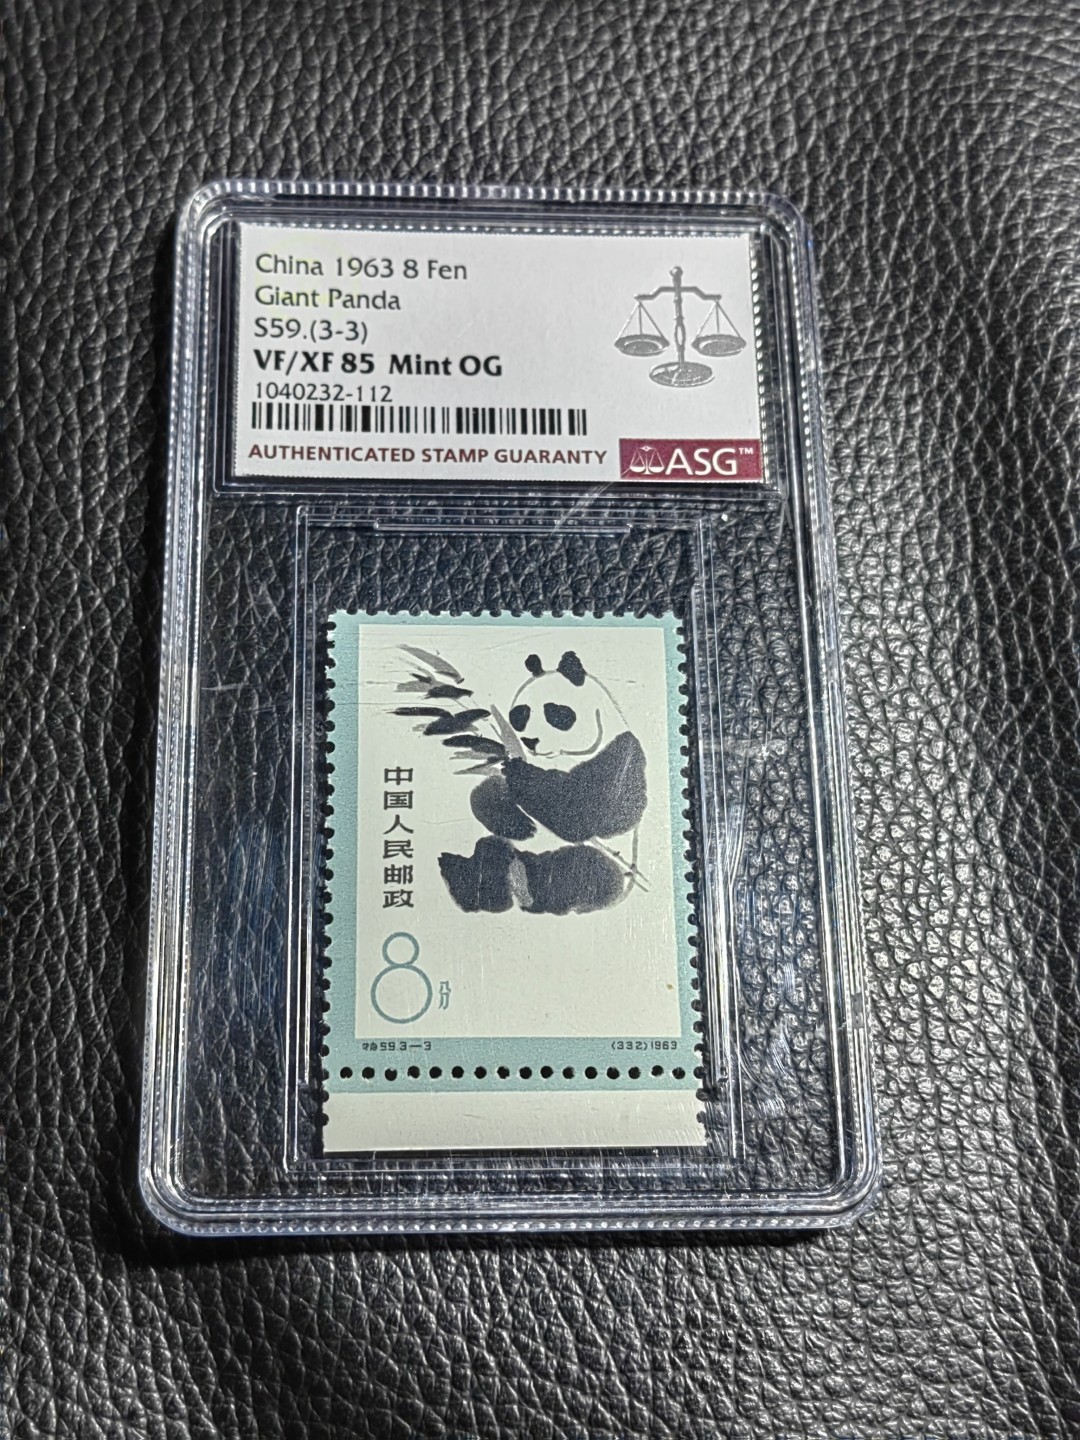 China 1963 8 Fen
Giant Panda
S59.(3-3)
VF/XF 85 Mint OG
1040232-112
AUTHENTICATED STAMP GUARANTY
ASG™
中国人民邮政
8分
特59.3—3
(332)1963